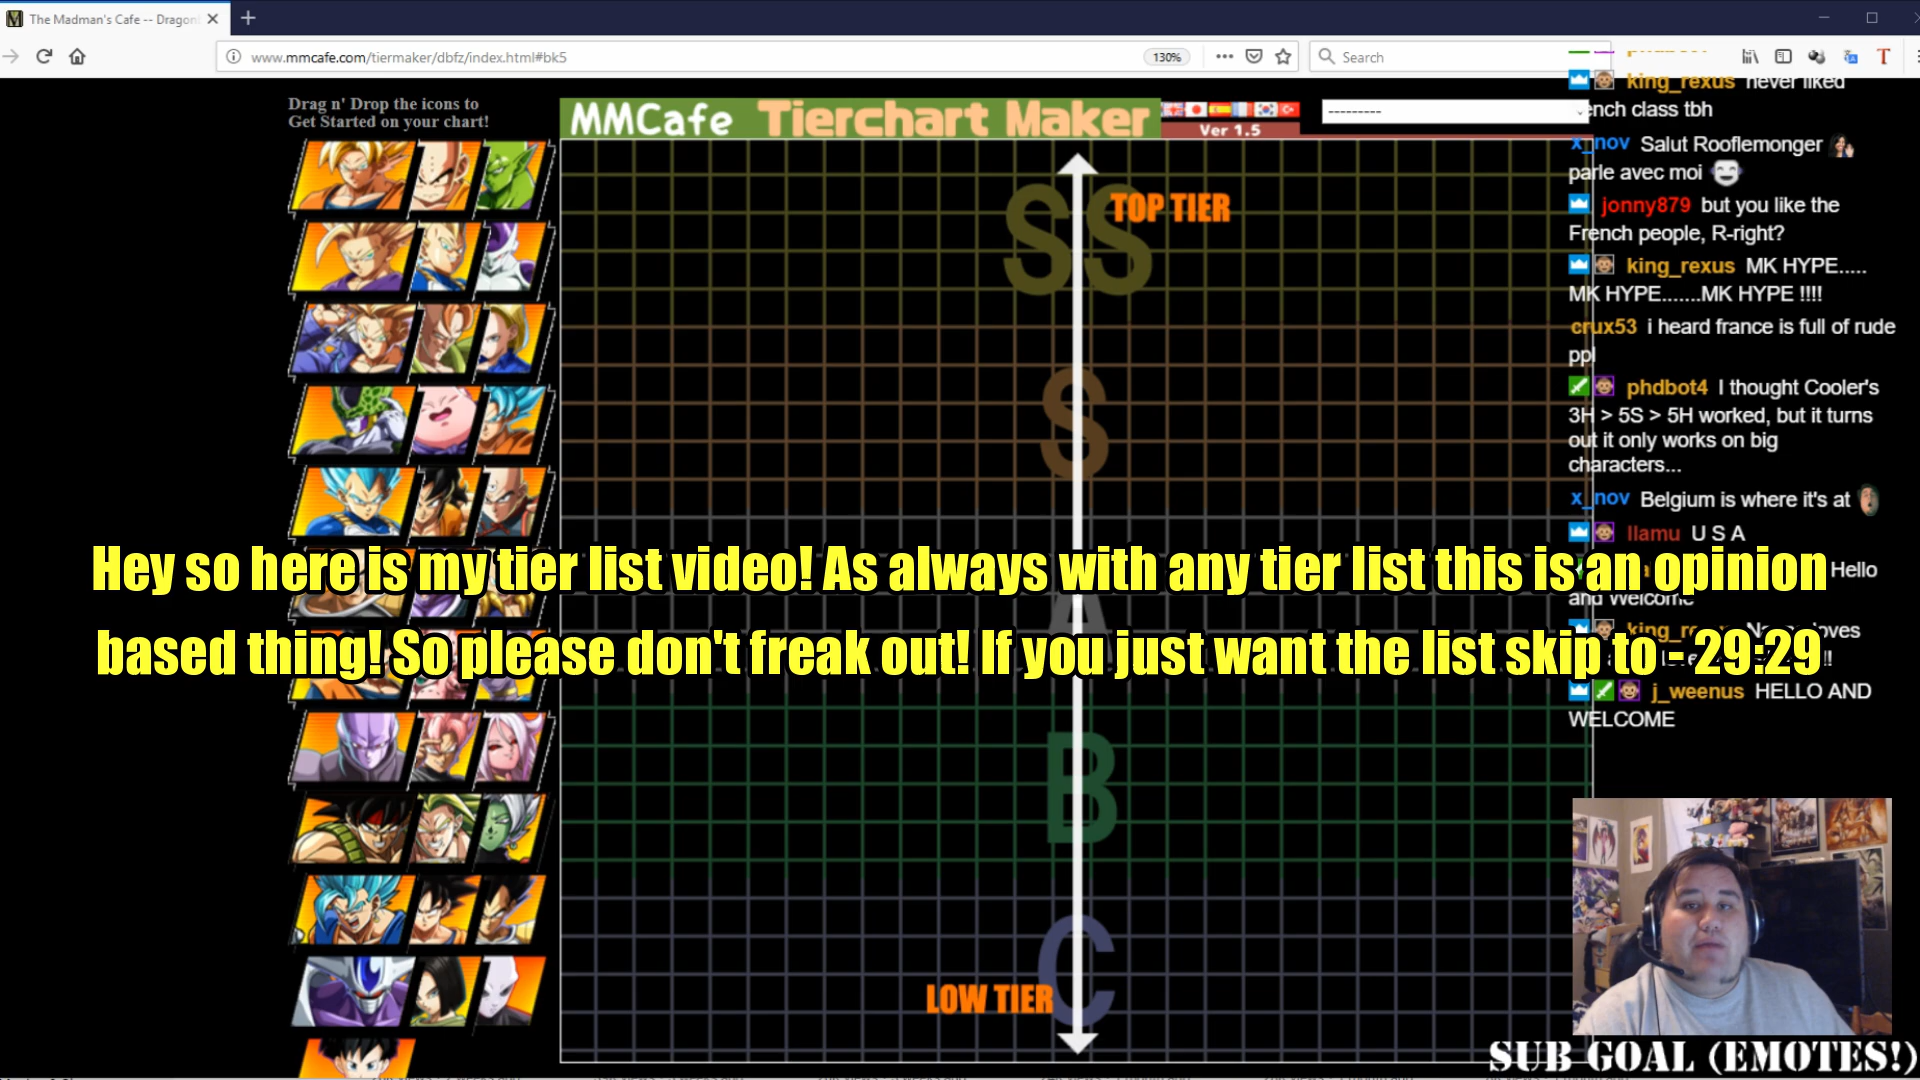 The Madman's Cafe -- Dragon
www.mmcafe.com/tiermaker/dbfz/index.html#bk5
130%
Search
Drag n' Drop the icons to
Get Started on your chart!
MMCafe Tierchart Maker
Ver 1.5
---------
SS
TOP TIER
S
A
B
C
LOW TIER
Hey so here is my tier list video! As always with any tier list this is an opinion
based thing! So please don't freak out! If you just want the list skip to - 29:29
king_rexus never liked
ench class tbh
x_nov Salut Rooflemonger
parle avec moi
jonny879 but you like the
French people, R-right?
king_rexus MK HYPE.....
MK HYPE.......MK HYPE !!!!
crux53 i heard france is full of rude
ppl
phdbot4 I thought Cooler's
3H > 5S > 5H worked, but it turns
out it only works on big
characters...
x_nov Belgium is where it's at
llamu U S A
Hello
and Welcome
j_weenus HELLO AND
WELCOME
SUB GOAL (EMOTES!)